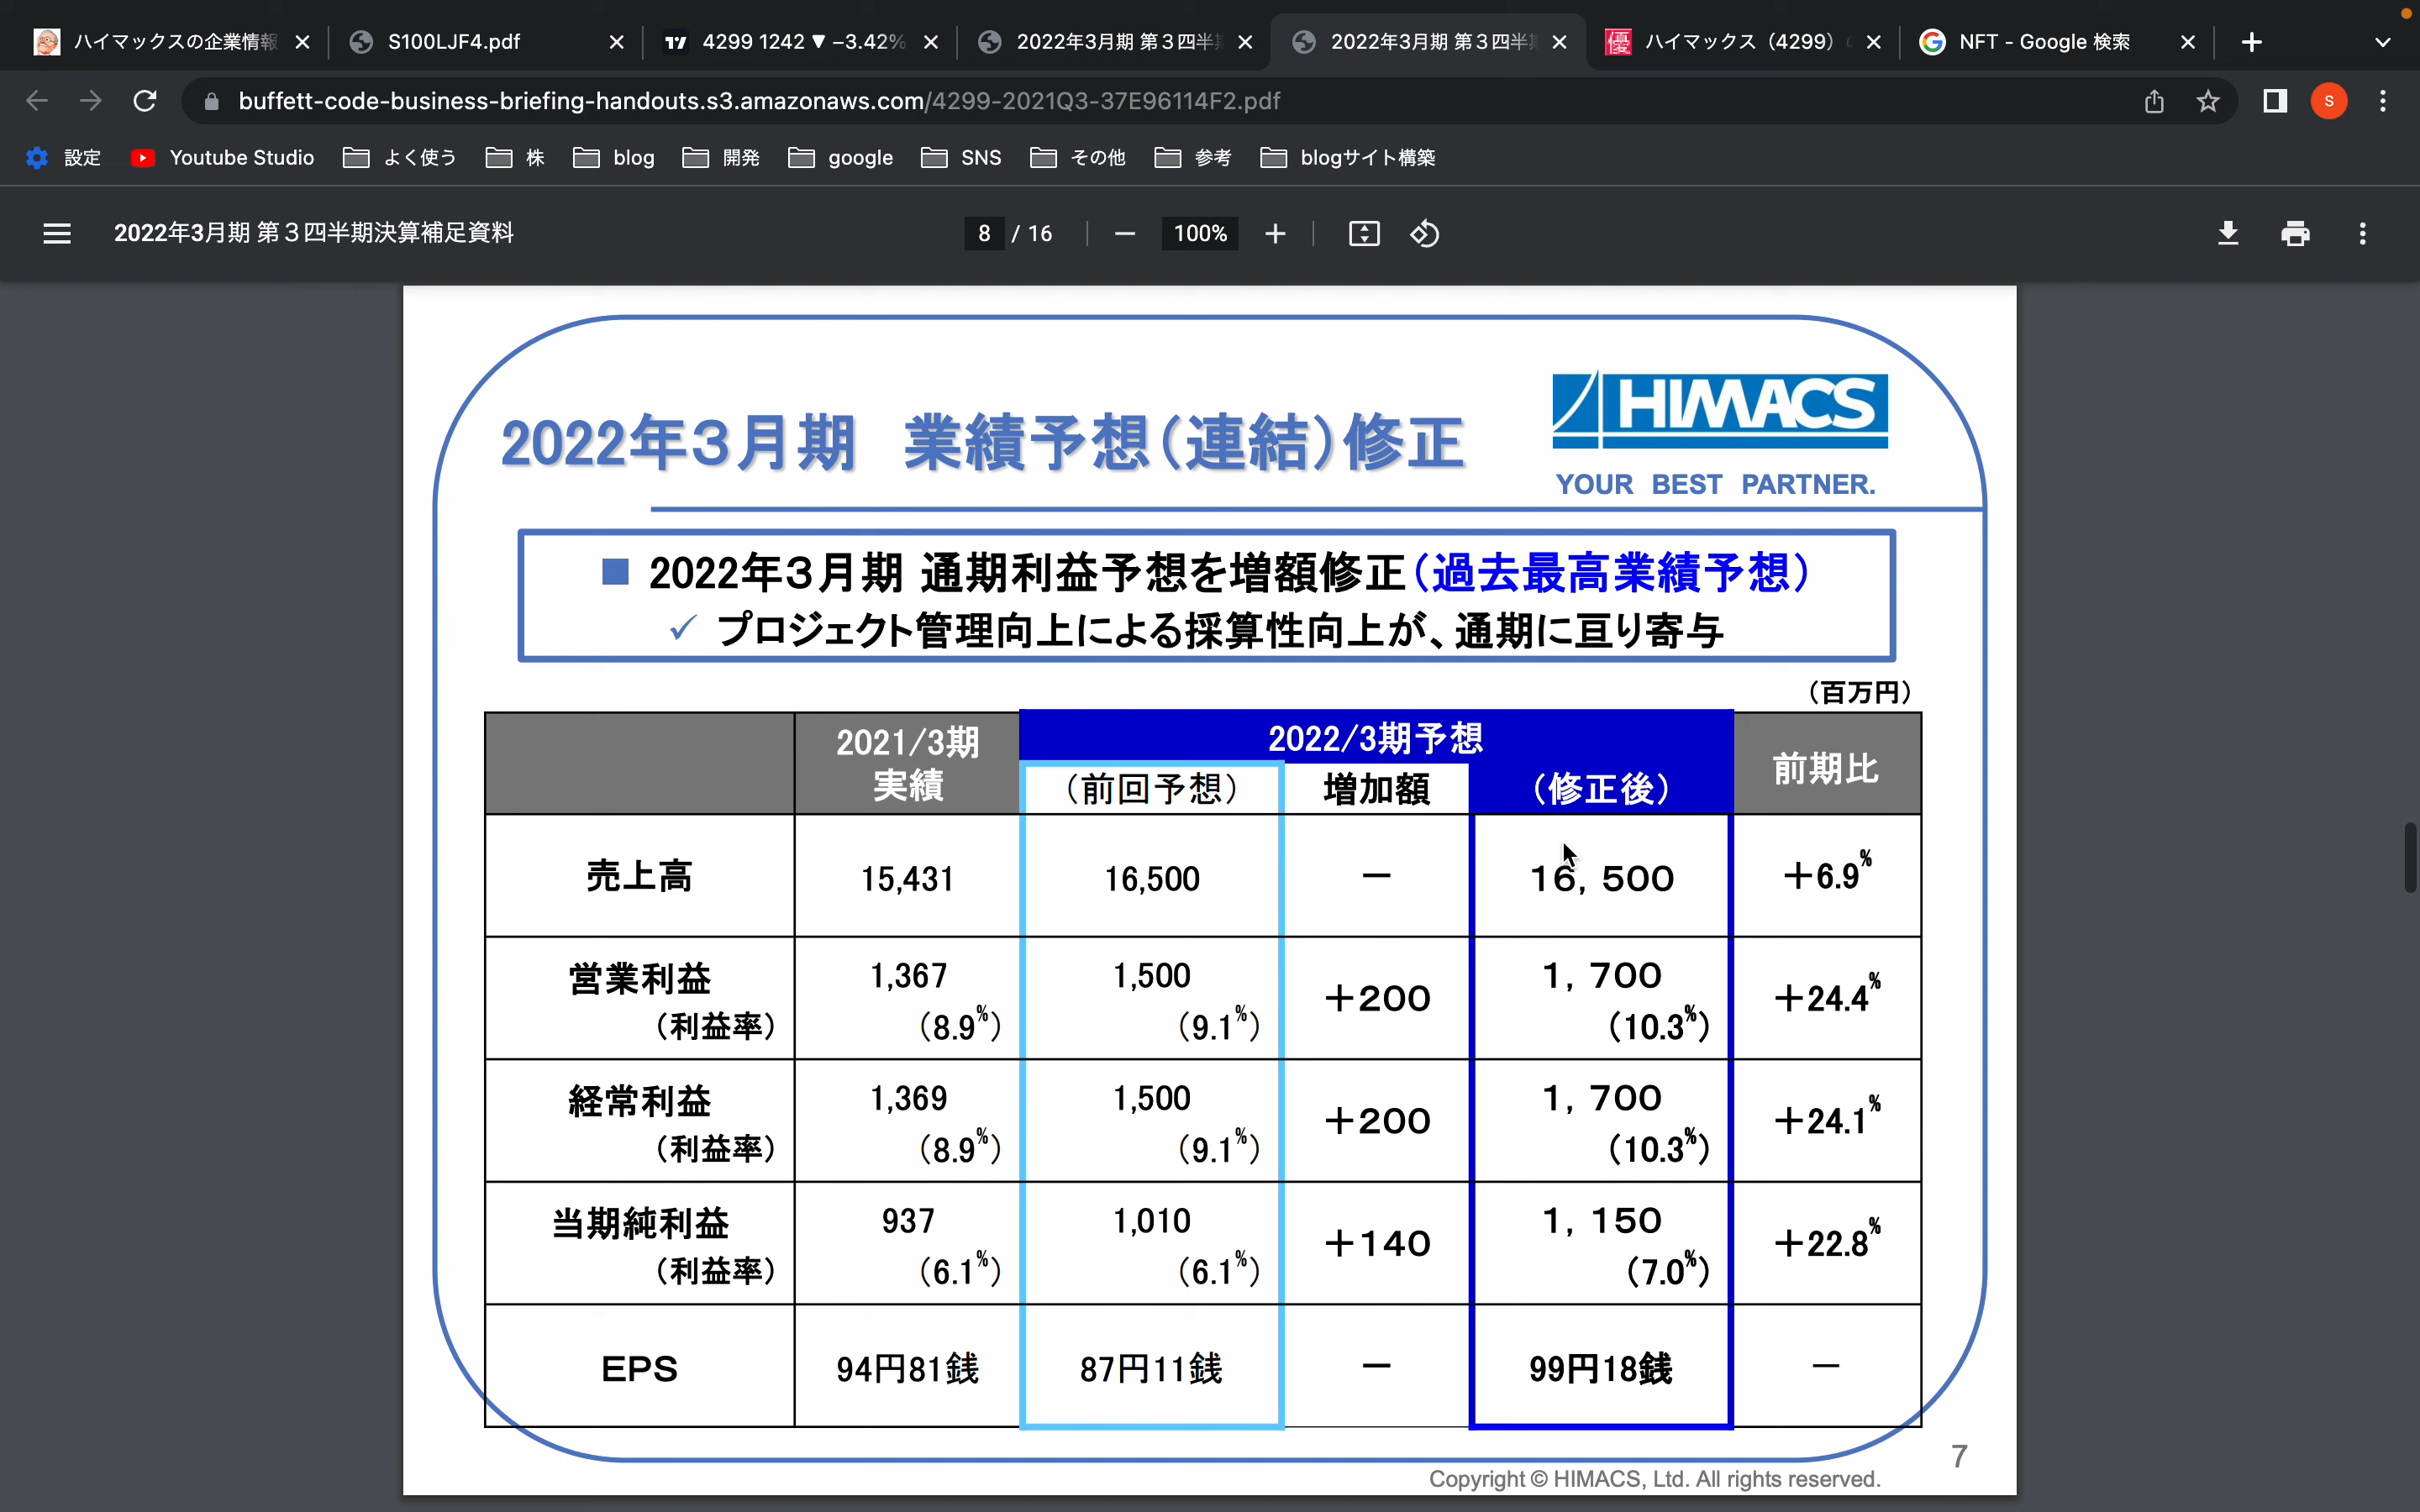 ハイマックスの企業情報
S100LJF4.pdf
4299 1242 ▼ −3.42%
2022年3月期 第３四半期
2022年3月期 第３四半期
ハイマックス（4299）
NFT - Google 検索
buffett-code-business-briefing-handouts.s3.amazonaws.com/4299-2021Q3-37E96114F2.pdf
S
設定
Youtube Studio
よく使う
株
blog
開発
google
SNS
その他
参考
blogサイト構築
2022年3月期 第３四半期決算補足資料
8 / 16
100%
2022年３月期　業績予想（連結）修正
HIMACS
YOUR BEST PARTNER.
■ 2022年３月期 通期利益予想を増額修正（過去最高業績予想）
✓ プロジェクト管理向上による採算性向上が、通期に亘り寄与
（百万円）
2021/3期 実績
2022/3期予想
（前回予想） 増加額 （修正後）
前期比
売上高 15,431 16,500 － 16，500 ＋6.9%
営業利益 1,367 1,500 ＋200 1，700 ＋24.4%
（利益率） （8.9%） （9.1%） （10.3%）
経常利益 1,369 1,500 ＋200 1，700 ＋24.1%
（利益率） （8.9%） （9.1%） （10.3%）
当期純利益 937 1,010 ＋140 1，150 ＋22.8%
（利益率） （6.1%） （6.1%） （7.0%）
EPS 94円81銭 87円11銭 － 99円18銭 －
7
Copyright © HIMACS, Ltd. All rights reserved.